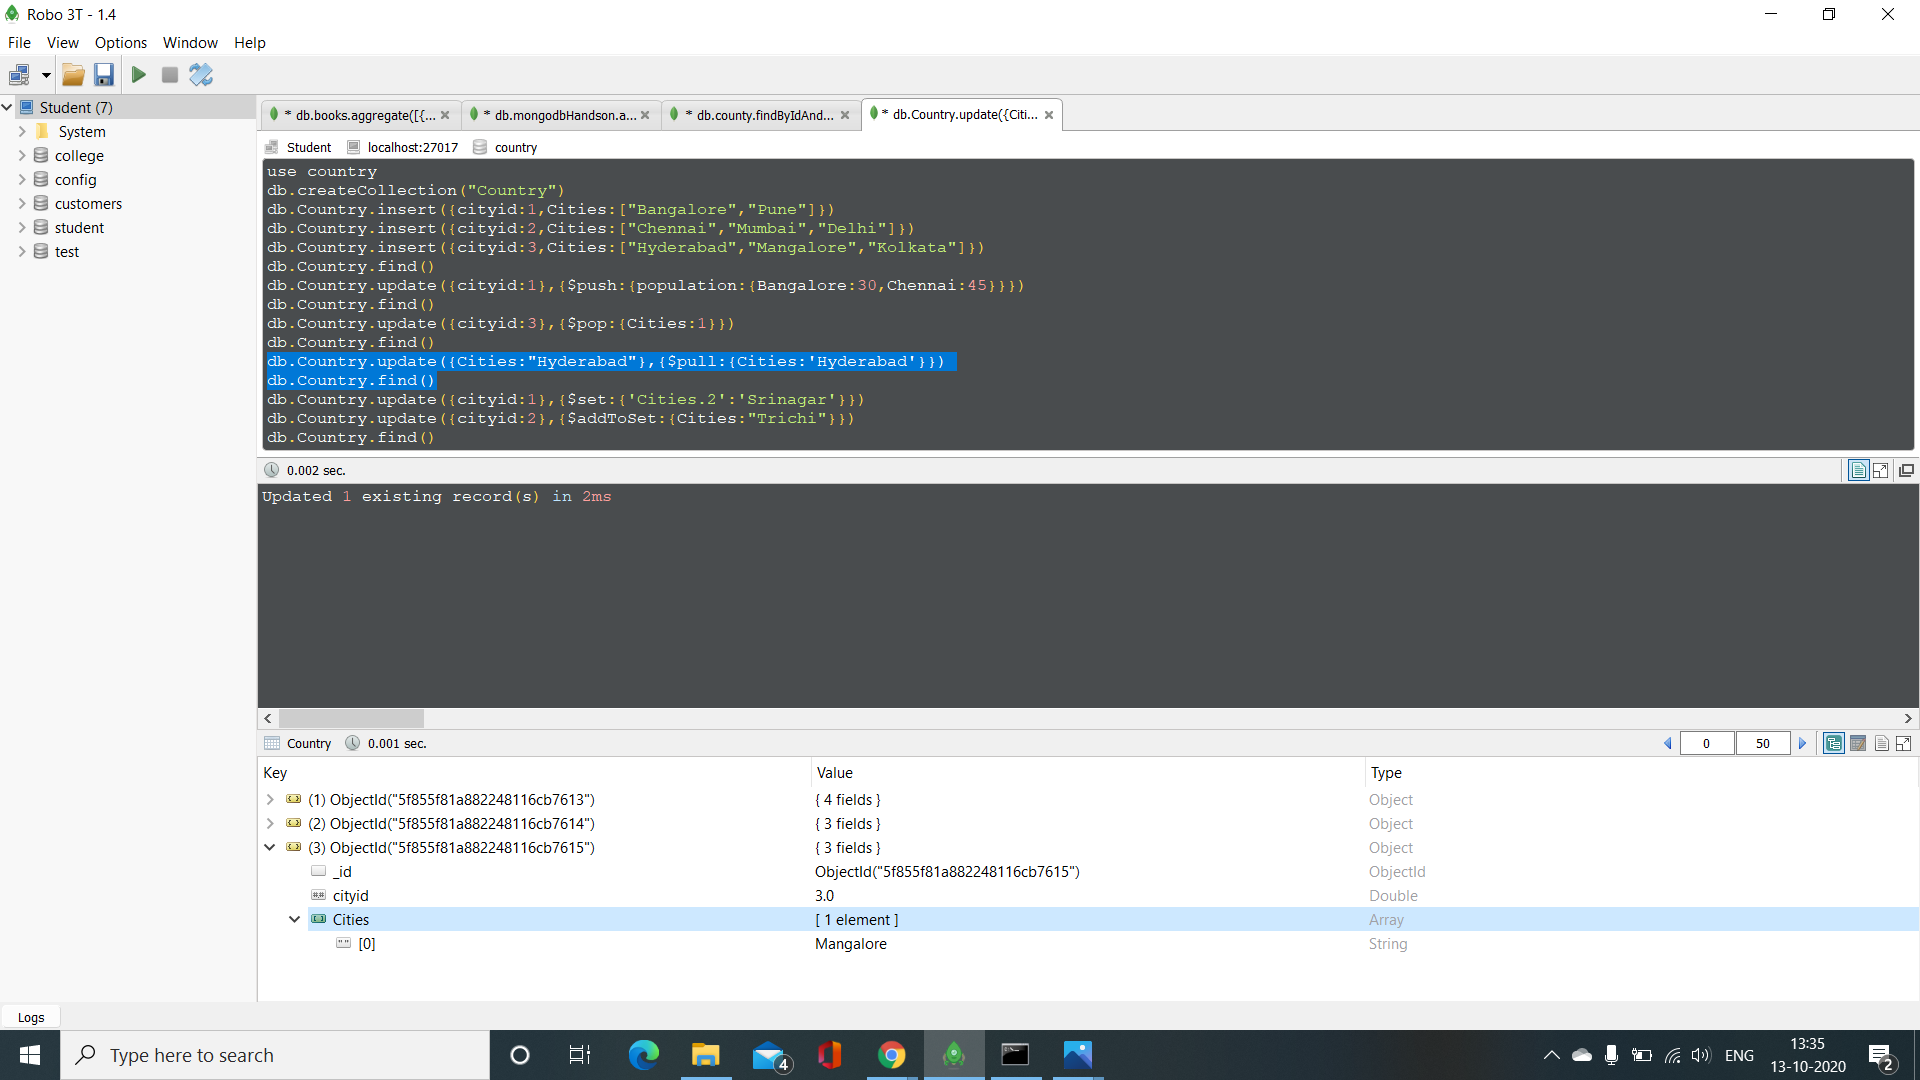 Robo 3T - 1.4
File View Options Window Help
Student (7)
System
college
config
customers
student
test
* db.books.aggregate([{... * db.mongodbHandson.a... * db.county.findByIdAnd... * db.Country.update({Citi...
Student localhost:27017 country
use country
db.createCollection("Country")
db.Country.insert({cityid:1,Cities:["Bangalore","Pune"]})
db.Country.insert({cityid:2,Cities:["Chennai","Mumbai","Delhi"]})
db.Country.insert({cityid:3,Cities:["Hyderabad","Mangalore","Kolkata"]})
db.Country.find()
db.Country.update({cityid:1},{$push:{population:{Bangalore:30,Chennai:45}}})
db.Country.find()
db.Country.update({cityid:3},{$pop:{Cities:1}})
db.Country.find()
db.Country.update({Cities:"Hyderabad"},{$pull:{Cities:'Hyderabad'}})
db.Country.find()
db.Country.update({cityid:1},{$set:{'Cities.2':'Srinagar'}})
db.Country.update({cityid:2},{$addToSet:{Cities:"Trichi"}})
db.Country.find()
0.002 sec.
Updated 1 existing record(s) in 2ms
Country 0.001 sec. 0 50
Key Value Type
(1) ObjectId("5f855f81a882248116cb7613") { 4 fields } Object
(2) ObjectId("5f855f81a882248116cb7614") { 3 fields } Object
(3) ObjectId("5f855f81a882248116cb7615") { 3 fields } Object
_id ObjectId("5f855f81a882248116cb7615") ObjectId
cityid 3.0 Double
Cities [ 1 element ] Array
[0] Mangalore String
Logs
Type here to search 4 ENG 13:35
13-10-2020 2